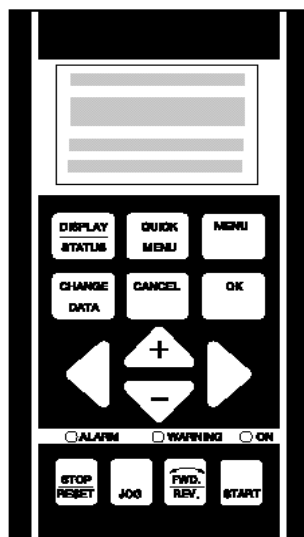 DISPLAY
STATUS
QUICK
MENU
MENU
CHANGE
DATA
CANCEL
OK
+
-
ALARM
WARNING
ON
STOP
RESET
JOG
FWD.
REV.
START